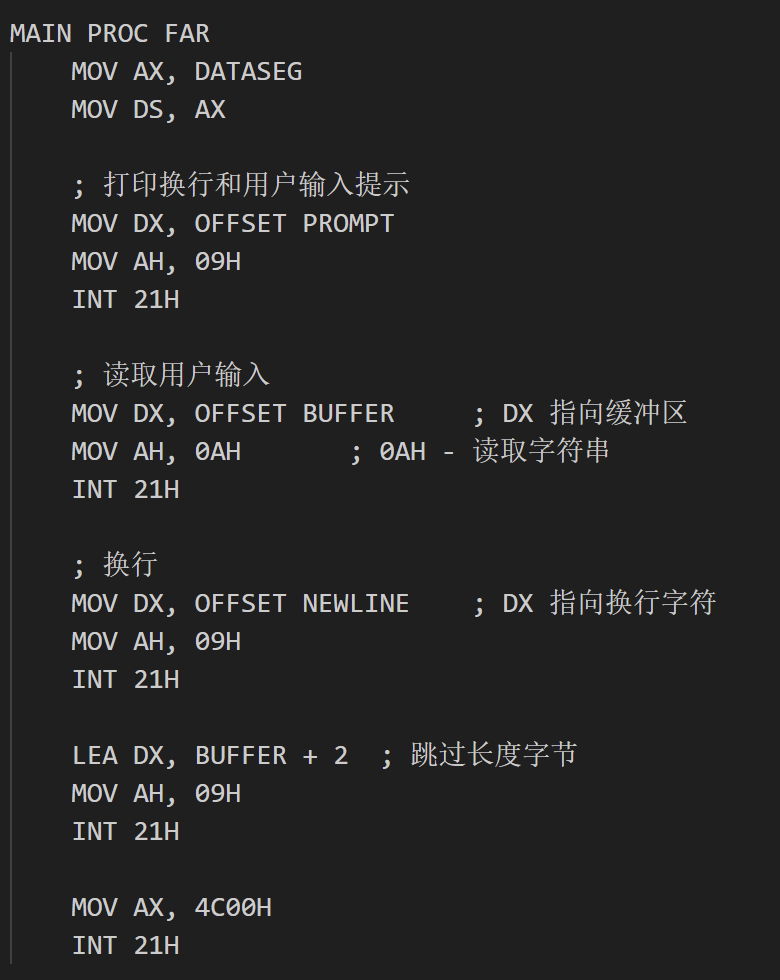 MAIN PROC FAR
    MOV AX, DATASEG
    MOV DS, AX

    ; 打印换行和用户输入提示
    MOV DX, OFFSET PROMPT
    MOV AH, 09H
    INT 21H

    ; 读取用户输入
    MOV DX, OFFSET BUFFER     ; DX 指向缓冲区
    MOV AH, 0AH       ; 0AH - 读取字符串
    INT 21H

    ; 换行
    MOV DX, OFFSET NEWLINE    ; DX 指向换行字符
    MOV AH, 09H
    INT 21H

    LEA DX, BUFFER + 2  ; 跳过长度字节
    MOV AH, 09H
    INT 21H

    MOV AX, 4C00H
    INT 21H